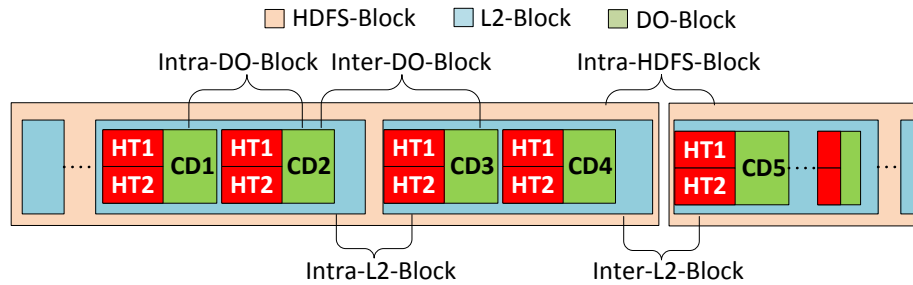 HDFS-Block L2-Block DO-Block
Intra-DO-Block Inter-DO-Block Intra-HDFS-Block
HT1 CD1 HT1 CD2 HT1 CD3 HT1 CD4 HT1 CD5
HT2 HT2 HT2 HT2 HT2
Intra-L2-Block Inter-L2-Block